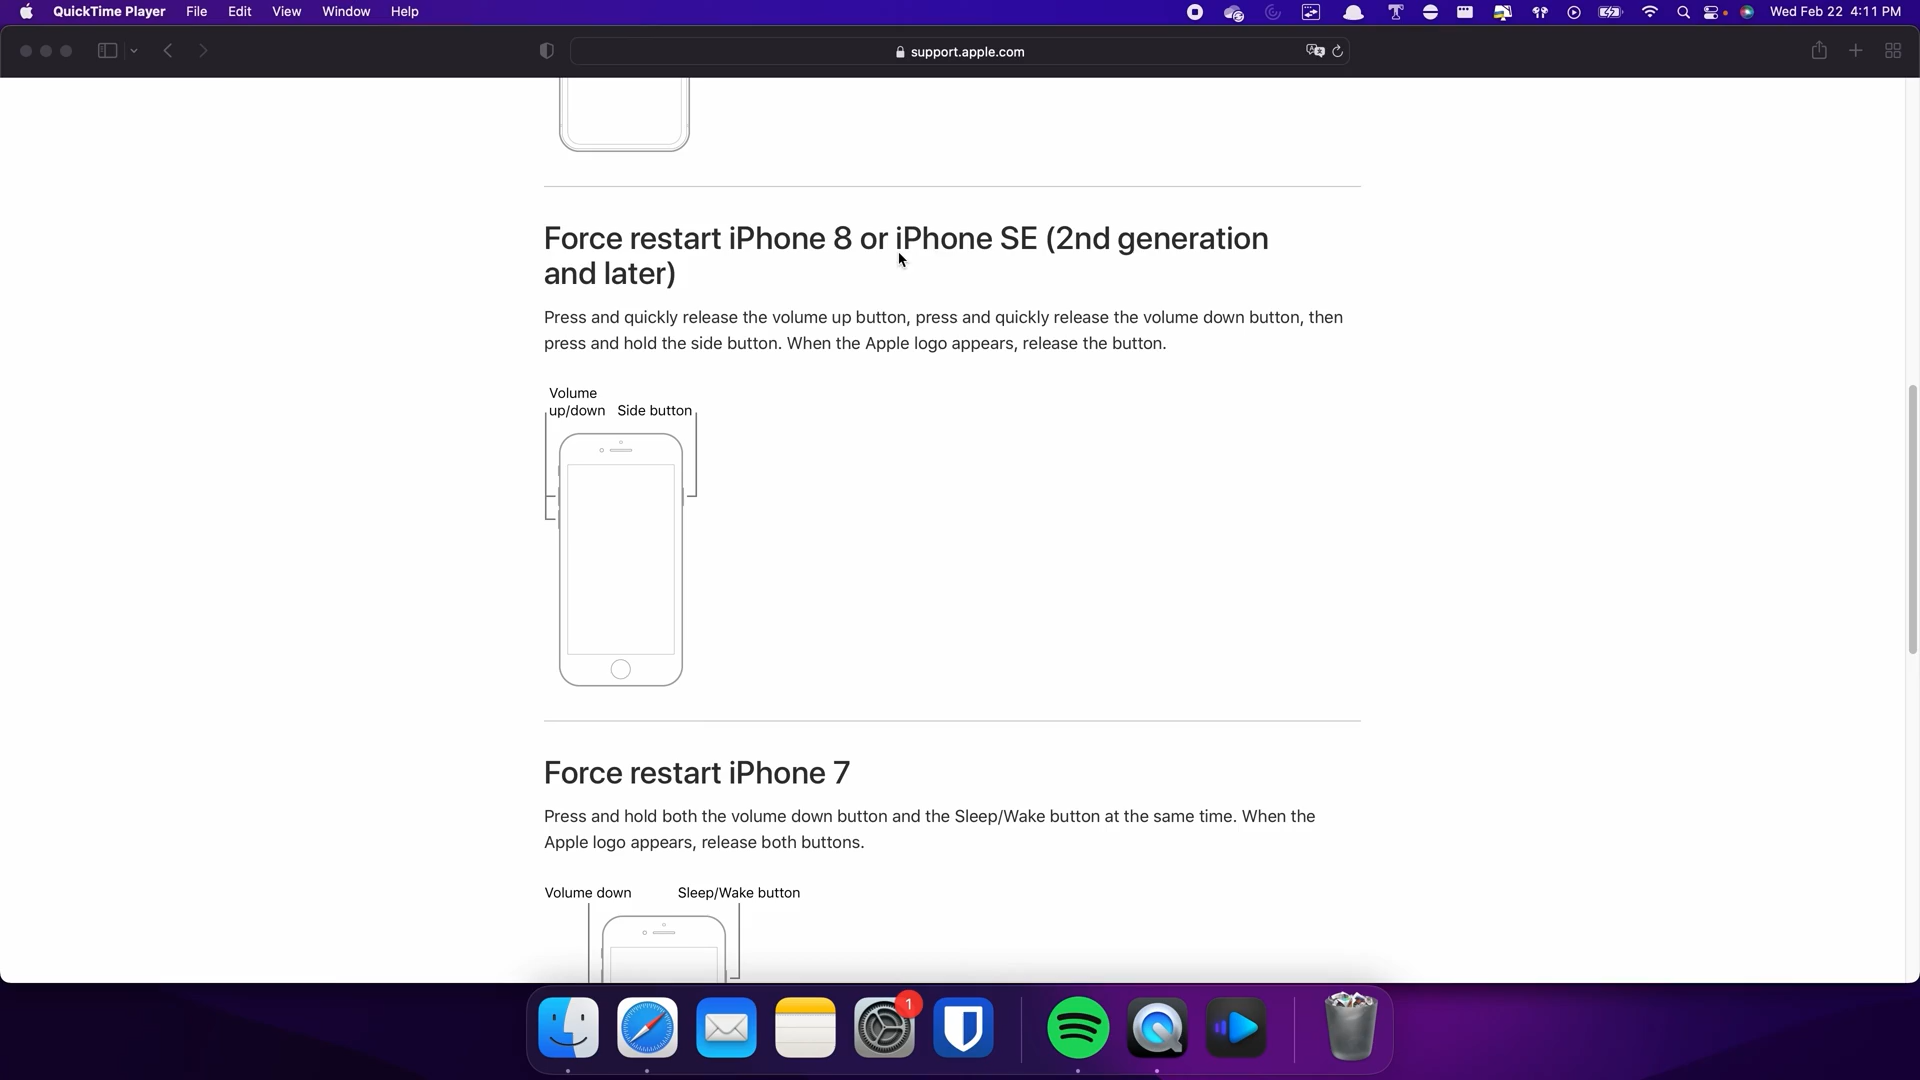 QuickTime Player File Edit View Window Help Wed Feb 22 4:11 PM
support.apple.com
Force restart iPhone 8 or iPhone SE (2nd generation
and later)
Press and quickly release the volume up button, press and quickly release the volume down button, then
press and hold the side button. When the Apple logo appears, release the button.
Volume
up/down Side button
Force restart iPhone 7
Press and hold both the volume down button and the Sleep/Wake button at the same time. When the
Apple logo appears, release both buttons.
Volume down Sleep/Wake button
1